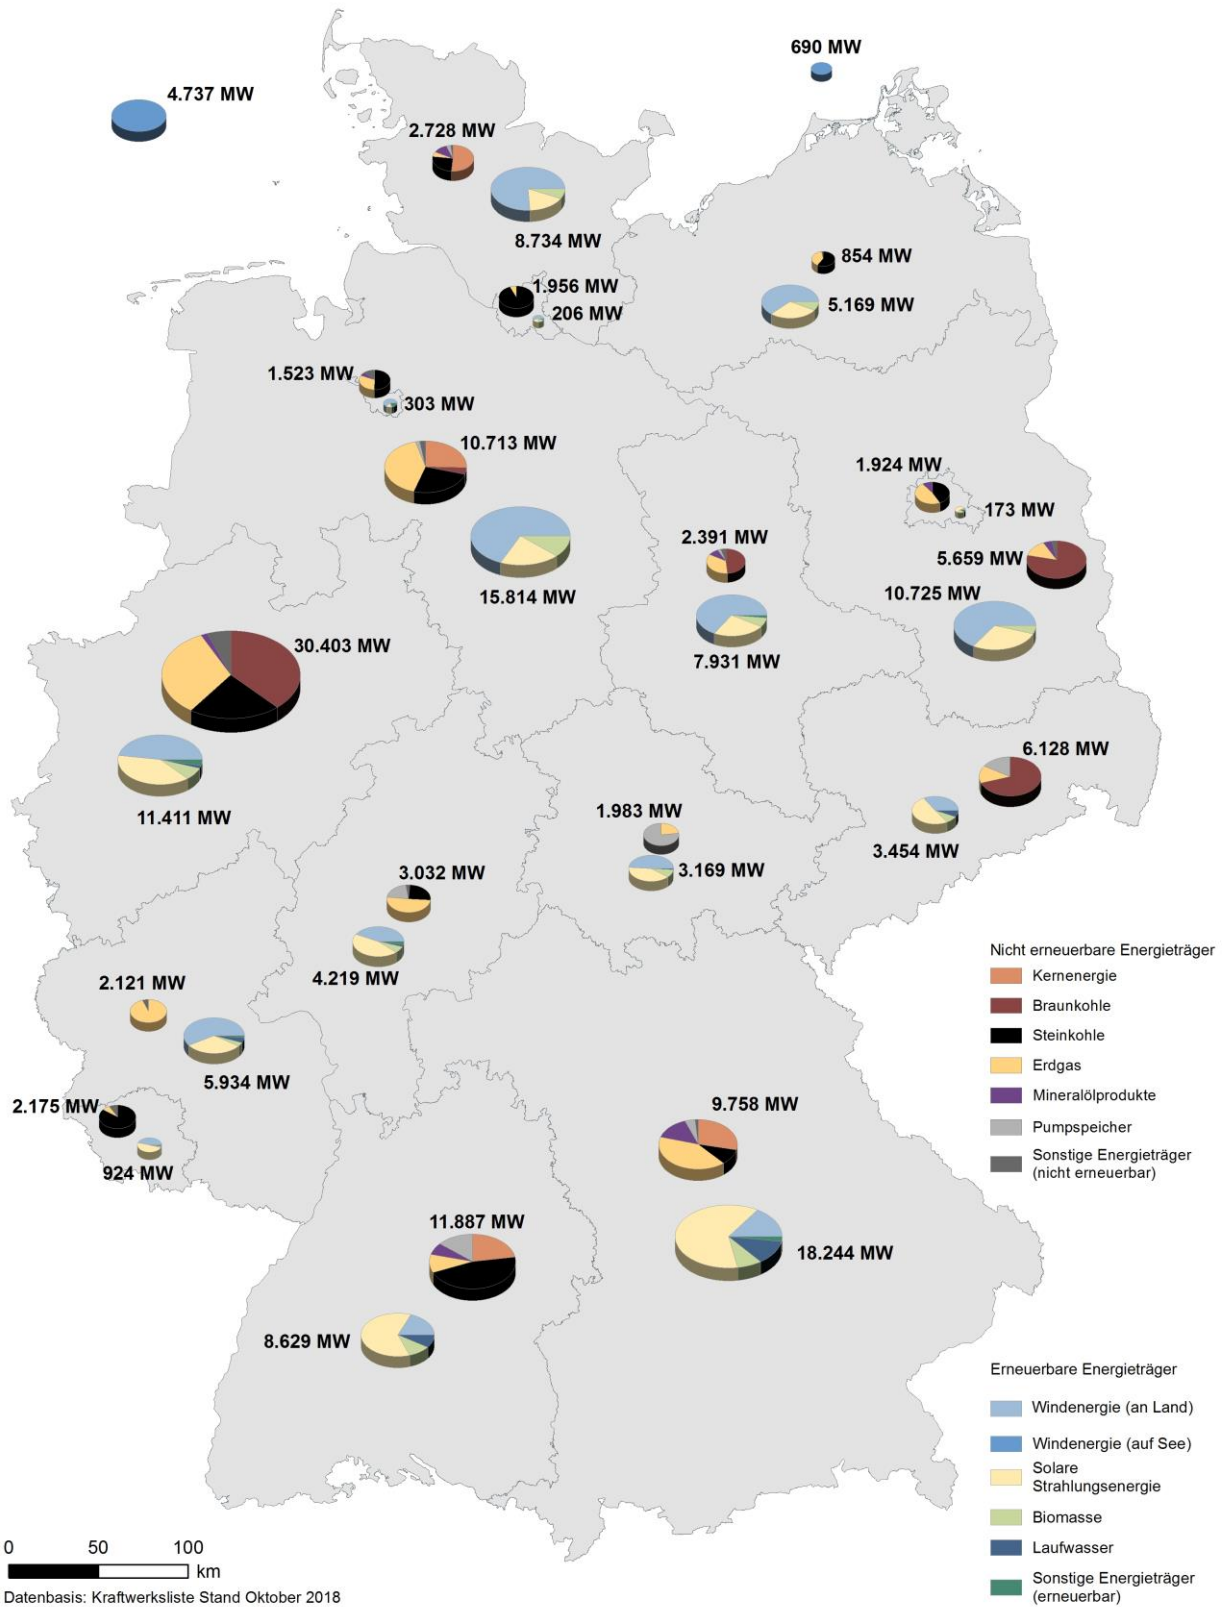 690 MW
4.737 MW
2.728 MW
8.734 MW
854 MW
1.956 MW
5.169 MW
206 MW
1.523 MW
303 MW
10.713 MW
1.924 MW
173 MW
2.391 MW
5.659 MW
15.814 MW
10.725 MW
7.931 MW
30.403 MW
6.128 MW
11.411 MW
1.983 MW
3.454 MW
3.169 MW
3.032 MW
4.219 MW
2.121 MW
5.934 MW
2.175 MW
924 MW
9.758 MW
11.887 MW
18.244 MW
8.629 MW
Nicht erneuerbare Energieträger
Kernenergie
Braunkohle
Steinkohle
Erdgas
Mineralölprodukte
Pumpspeicher
Sonstige Energieträger
(nicht erneuerbar)
Erneuerbare Energieträger
Windenergie (an Land)
Windenergie (auf See)
Solare
Strahlungsenergie
Biomasse
Laufwasser
Sonstige Energieträger
(erneuerbar)
0 50 100
km
Datenbasis: Kraftwerksliste Stand Oktober 2018